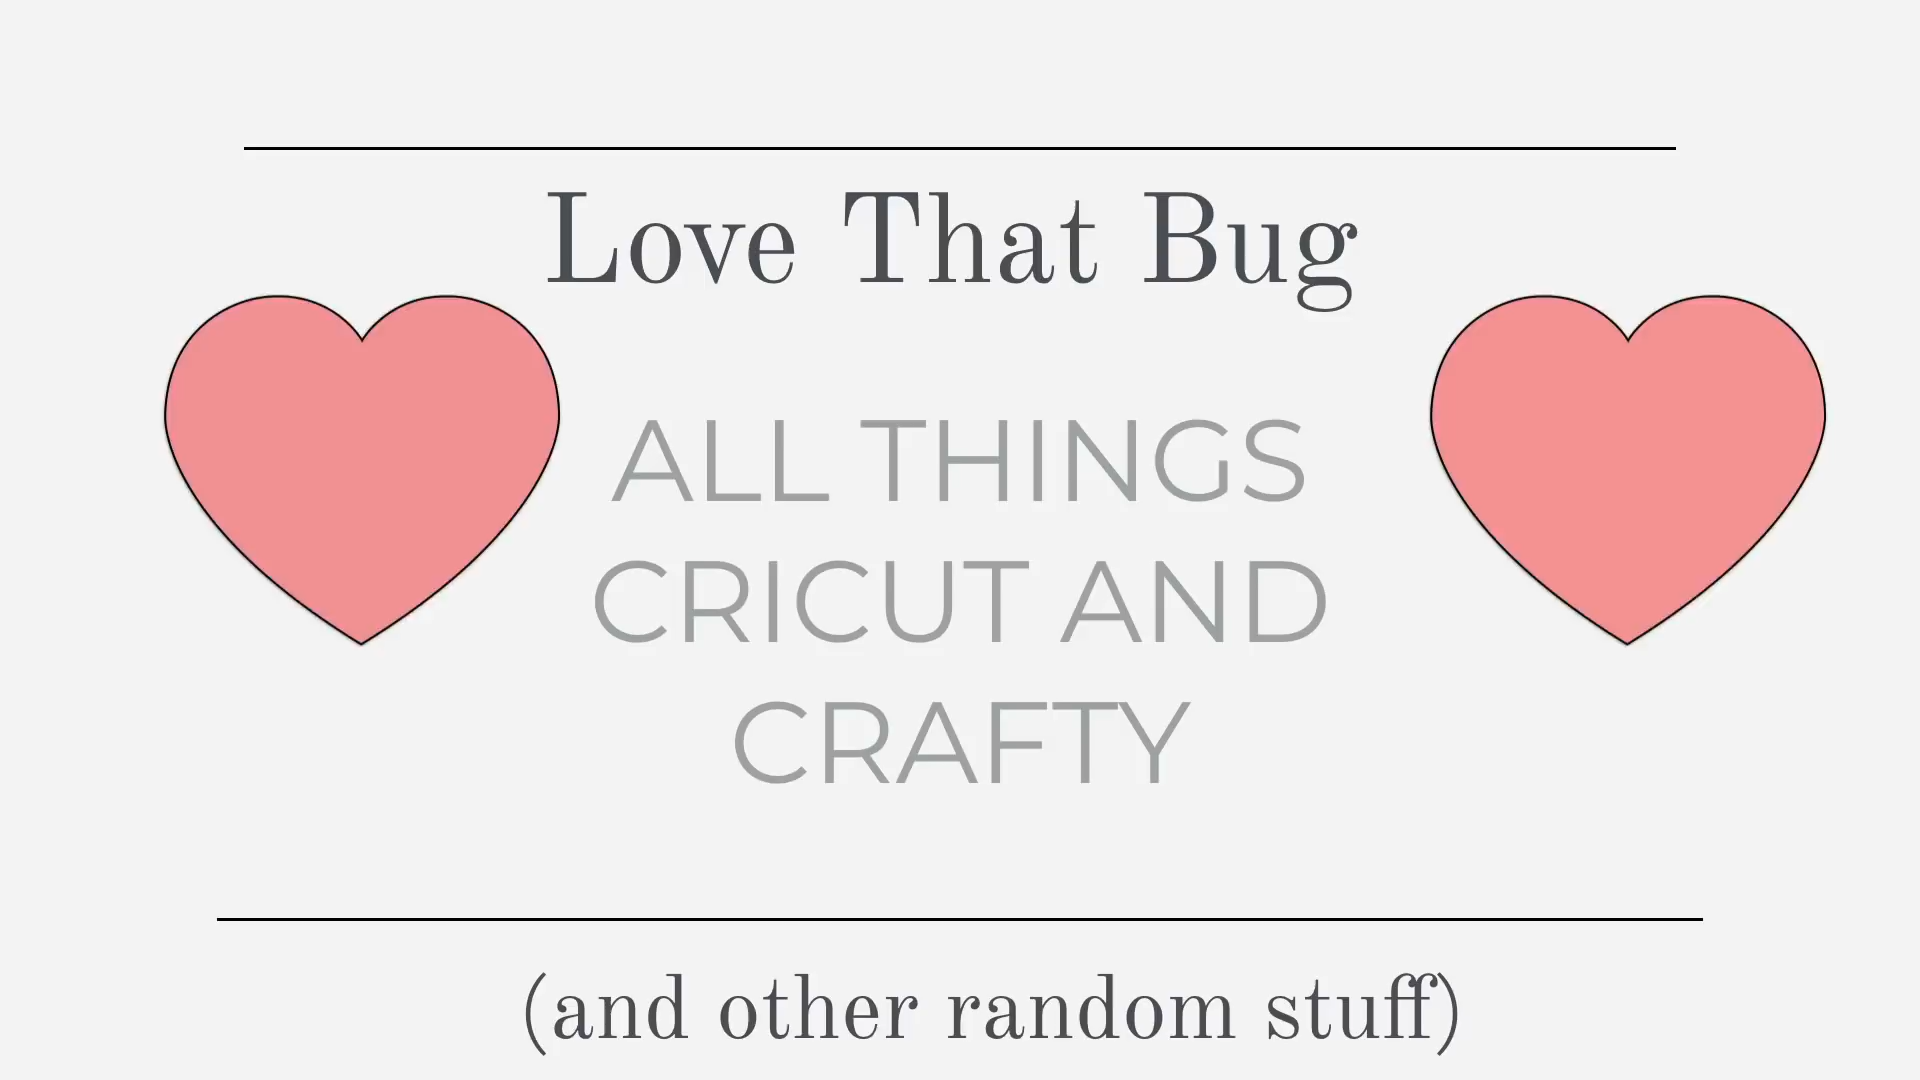 Love That Bug
ALL THINGS
CRICUT AND
CRAFTY
(and other random stuff)